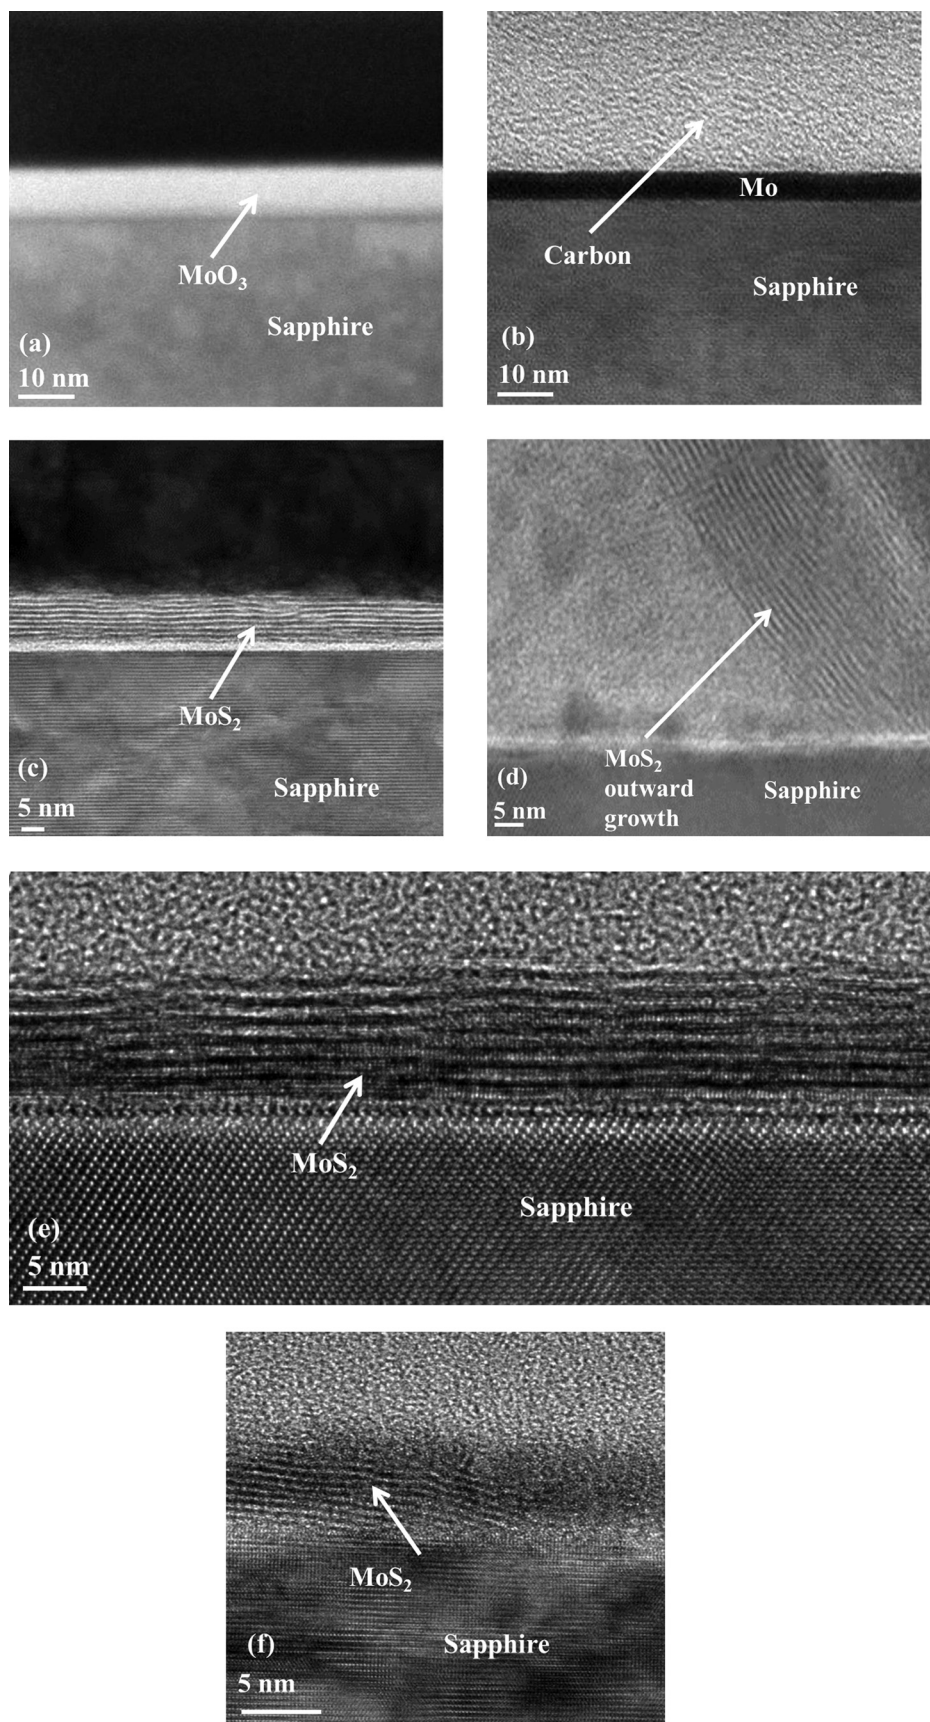 MoO₃
Sapphire
(a)
10 nm
Mo
Carbon
Sapphire
(b)
10 nm
MoS₂
(c)
Sapphire
5 nm
MoS₂
outward
growth
(d)
Sapphire
5 nm
MoS₂
Sapphire
(e)
5 nm
MoS₂
(f)
Sapphire
5 nm